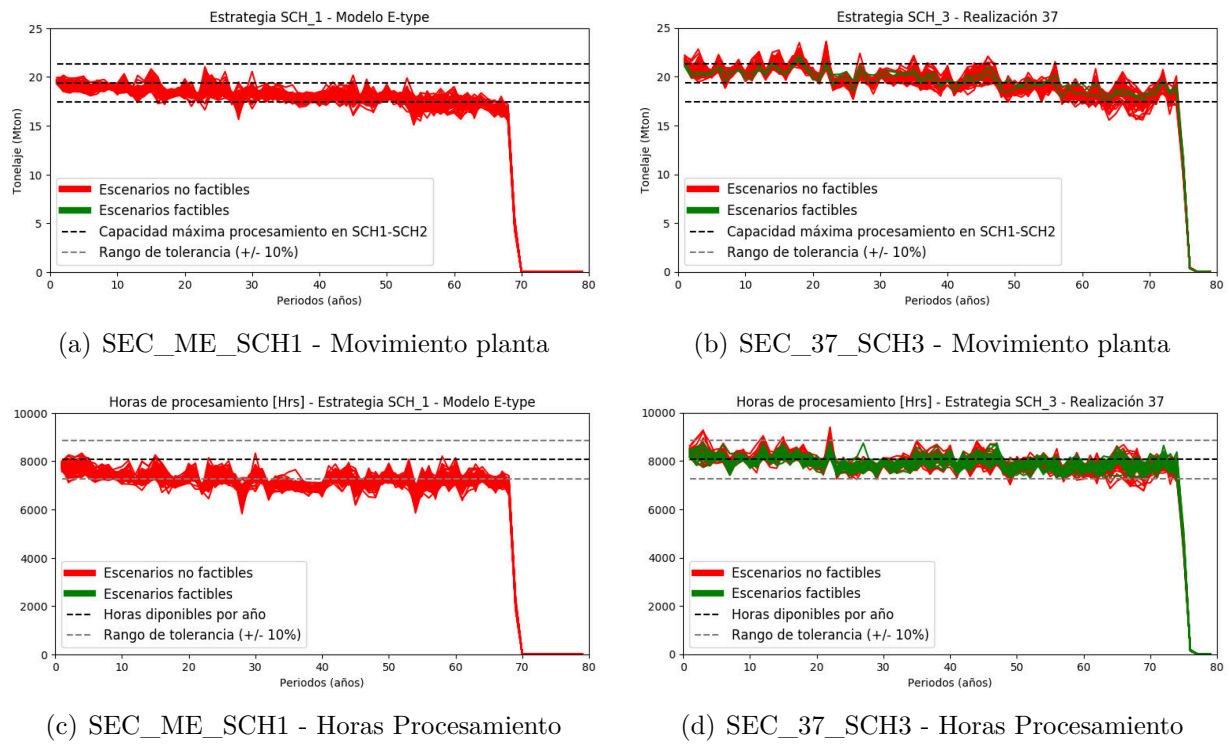 Estrategia SCH_1 - Modelo E-type
25
20
15
10
5
0
Tonelaje (Mton)
Escenarios no factibles
Escenarios factibles
Capacidad máxima procesamiento en SCH1-SCH2
Rango de tolerancia (+/- 10%)
0 10 20 30 40 50 60 70 80
Periodos (años)
(a) SEC_ME_SCH1 - Movimiento planta
Estrategia SCH_3 - Realización 37
25
20
15
10
5
0
Tonelaje (Mton)
Escenarios no factibles
Escenarios factibles
Capacidad máxima procesamiento en SCH1-SCH2
Rango de tolerancia (+/- 10%)
0 10 20 30 40 50 60 70 80
Periodos (años)
(b) SEC_37_SCH3 - Movimiento planta
Horas de procesamiento [Hrs] - Estrategia SCH_1 - Modelo E-type
10000
8000
6000
4000
2000
0
Escenarios no factibles
Escenarios factibles
Horas diponibles por año
Rango de tolerancia (+/- 10%)
0 10 20 30 40 50 60 70 80
Periodos (años)
(c) SEC_ME_SCH1 - Horas Procesamiento
Horas de procesamiento [Hrs] - Estrategia SCH_3 - Realización 37
10000
8000
6000
4000
2000
0
Escenarios no factibles
Escenarios factibles
Horas diponibles por año
Rango de tolerancia (+/- 10%)
0 10 20 30 40 50 60 70 80
Periodos (años)
(d) SEC_37_SCH3 - Horas Procesamiento